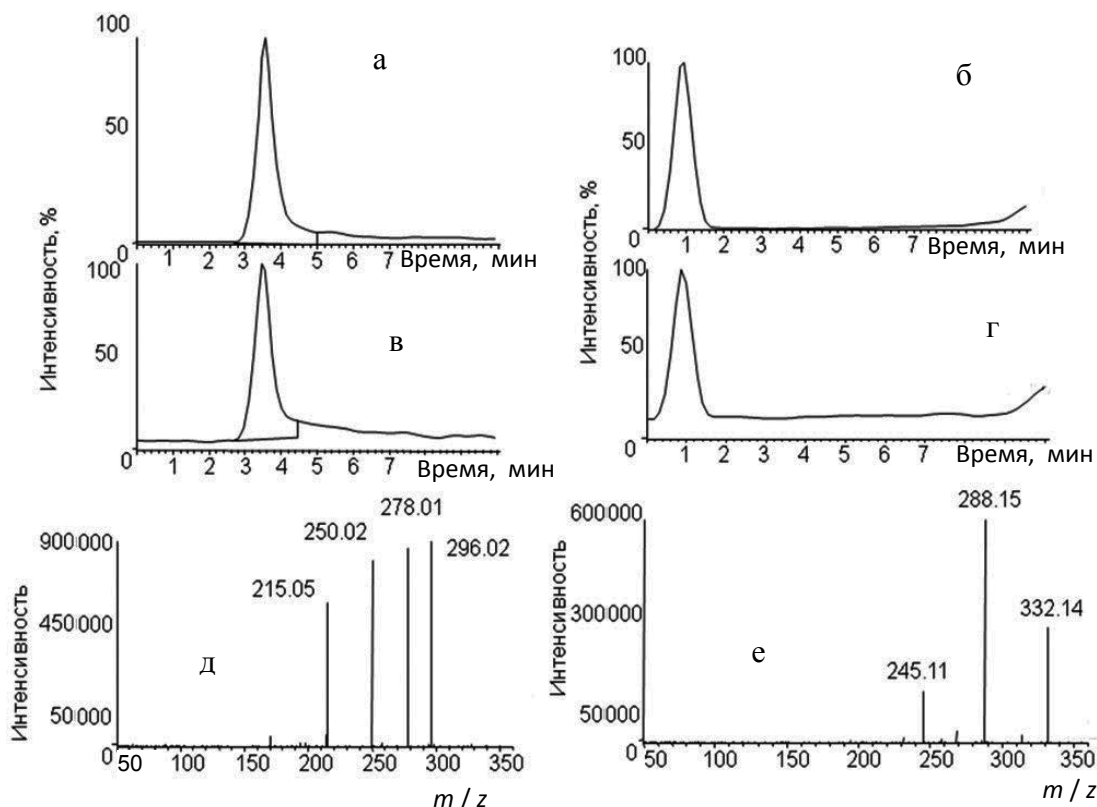 а
100
50
0
Интенсивность, %
1 2 3 4 5 6 7 Время, мин
б
100
50
0
Интенсивность, %
1 2 3 4 5 6 7 Время, мин
в
100
50
0
1 2 3 4 5 6 7 Время, мин
г
100
50
0
1 2 3 4 5 6 7 Время, мин
д
Интенсивность
900000
450000
50000
0
215.05
250.02
278.01
296.02
50 100 150 200 250 300 350
m / z
е
Интенсивность
600000
300000
50000
0
245.11
288.15
332.14
50 100 150 200 250 300 350
m / z